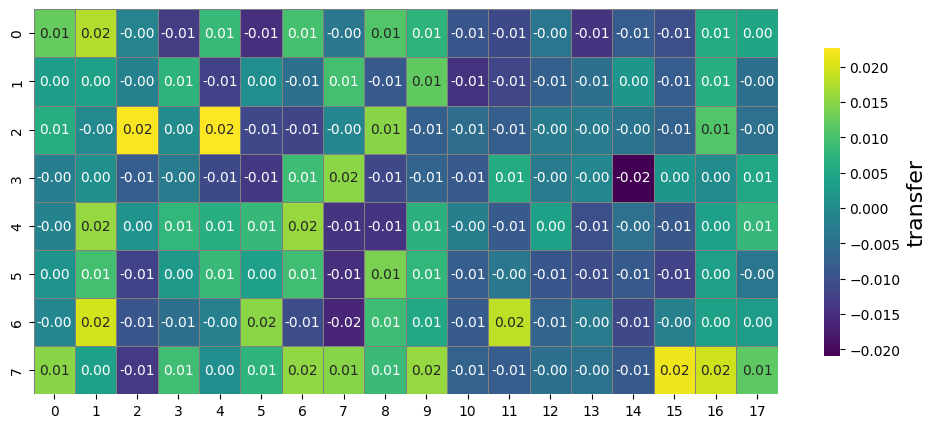 0 0.01 0.02 -0.00 -0.01 0.01 -0.01 0.01 -0.00 0.01 0.01 -0.01 -0.01 -0.00 -0.01 -0.01 -0.01 0.01 0.00
1 0.00 0.00 -0.00 0.01 -0.01 0.00 -0.00 0.01 -0.01 0.01 -0.01 -0.01 -0.01 -0.01 0.00 -0.01 0.01 -0.00
2 0.01 -0.00 0.02 0.00 0.02 -0.01 -0.01 -0.00 0.01 -0.01 -0.00 -0.01 -0.00 -0.00 -0.00 -0.01 0.01 -0.00
3 -0.00 0.00 -0.01 -0.00 -0.01 -0.01 0.01 0.02 -0.01 -0.01 -0.01 0.01 -0.00 -0.00 -0.02 0.00 0.00 0.01
4 -0.00 0.02 0.00 0.01 0.01 0.01 0.02 -0.01 -0.01 0.01 -0.00 -0.01 0.00 -0.01 -0.01 -0.01 0.00 0.01
5 0.00 0.01 -0.01 0.00 0.01 0.00 0.01 -0.01 0.01 0.01 -0.01 -0.00 -0.01 -0.01 -0.01 -0.01 0.00 -0.00
6 -0.00 0.02 -0.01 -0.01 -0.00 0.02 -0.01 -0.02 0.01 0.01 -0.01 0.02 -0.01 -0.00 -0.01 -0.00 0.00 0.00
7 0.01 0.00 -0.01 0.01 0.00 0.01 0.02 0.01 0.01 0.02 -0.01 -0.01 -0.00 -0.00 -0.01 0.02 0.02 0.01
0 1 2 3 4 5 6 7 8 9 10 11 12 13 14 15 16 17
0.020
0.015
0.010
0.005
0.000
−0.005
−0.010
−0.015
−0.020
transfer